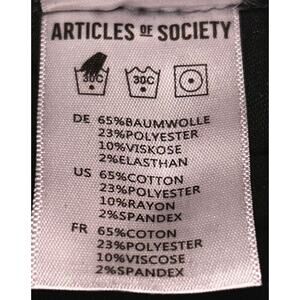 ARTICLES OF SOCIETY
30C 30C
DE 65%BAUMWOLLE
23%POLYESTER
10%VISKOSE
2%ELASTHAN
US 65%COTTON
23%POLYESTER
10%RAYON
2%SPANDEX
FR 65%COTON
23%POLYESTER
10%VISCOSE
2%SPANDEX